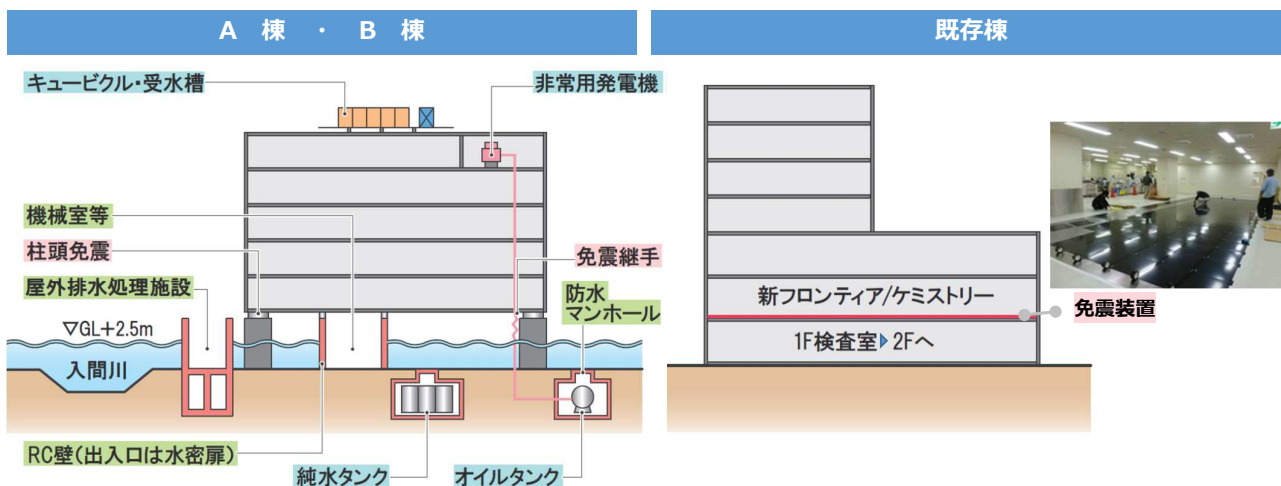 A 棟 ・ B 棟
既存棟
キュービクル・受水槽
非常用発電機
機械室等
柱頭免震
免震継手
屋外排水処理施設
防水
マンホール
▽GL+2.5m
入間川
RC壁(出入口は水密扉)
純水タンク
オイルタンク
新フロンティア/ケミストリー
免震装置
1F検査室▶2Fへ